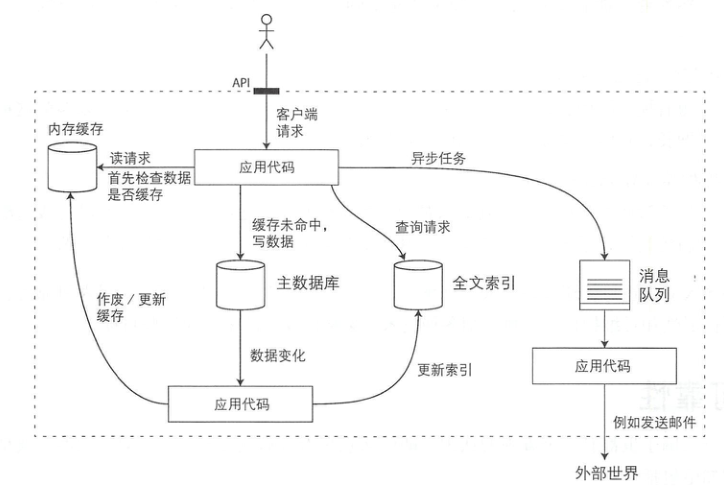 API
客户端
请求
内存缓存
读请求
首先检查数据
是否缓存
应用代码
异步任务
缓存未命中，
写数据
查询请求
主数据库
全文索引
消息
队列
作废／更新
缓存
数据变化
更新索引
应用代码
应用代码
例如发送邮件
外部世界